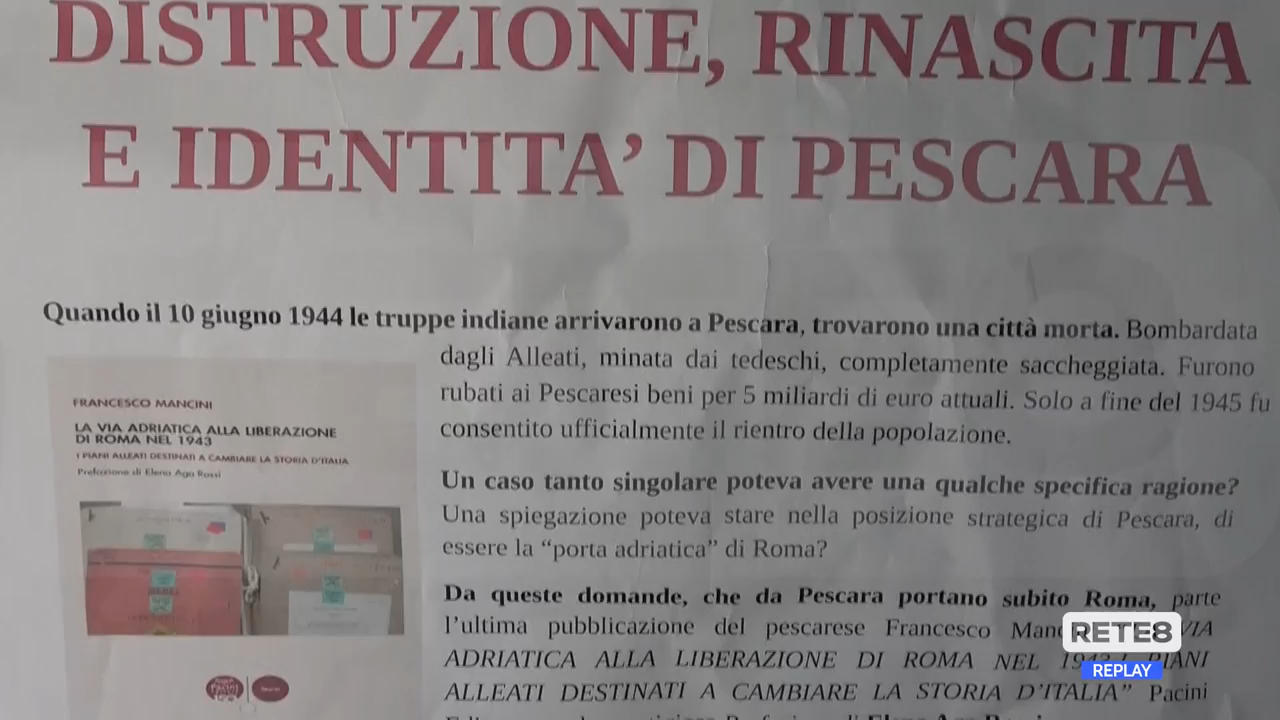 DISTRUZIONE, RINASCITA
E IDENTITA’ DI PESCARA
Quando il 10 giugno 1944 le truppe indiane arrivarono a Pescara, trovarono una città morta. Bombardata
dagli Alleati, minata dai tedeschi, completamente saccheggiata. Furono
rubati ai Pescaresi beni per 5 miliardi di euro attuali. Solo a fine del 1945 fu
consentito ufficialmente il rientro della popolazione.
FRANCESCO MANCINI
LA VIA ADRIATICA ALLA LIBERAZIONE
DI ROMA NEL 1943
I PIANI ALLEATI DESTINATI A CAMBIARE LA STORIA D'ITALIA
Prefazione di Elena Aga Rossi
Un caso tanto singolare poteva avere una qualche specifica ragione?
Una spiegazione poteva stare nella posizione strategica di Pescara, di
essere la “porta adriatica” di Roma?
Da queste domande, che da Pescara portano subito Roma, parte
l’ultima pubblicazione del pescarese Francesco VIA
ADRIATICA ALLA LIBERAZIONE DI ROMA NEL PIANI
ALLEATI DESTINATI A CAMBIARE LA STORIA D’ITALIA” Pacini
Pacini
RETE8
REPLAY